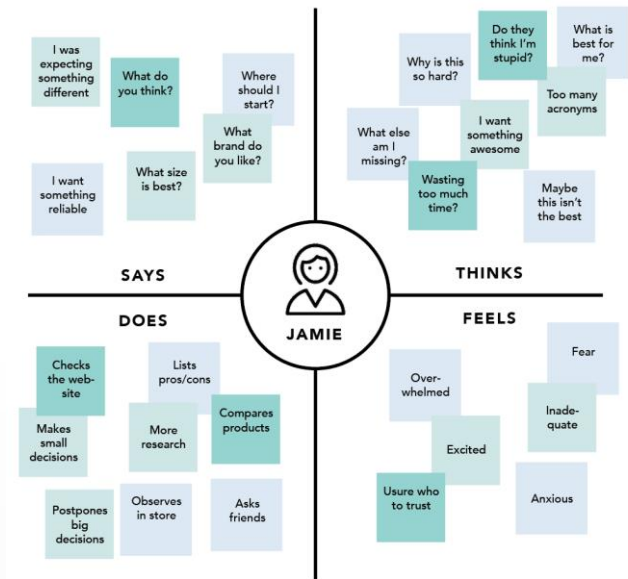 I was
expecting
something
different
What do
you think?
Where
should I
start?
What
brand do
you like?
I want
something
reliable
What size
is best?
SAYS
Why is this
so hard?
Do they
think I'm
stupid?
What is
best for
me?
Too many
acronyms
What else
am I
missing?
I want
something
awesome
Wasting
too much
time?
Maybe
this isn't
the best
THINKS
JAMIE
DOES
Checks
the web-
site
Lists
pros/cons
Compares
products
Makes
small
decisions
More
research
Postpones
big
decisions
Observes
in store
Asks
friends
FEELS
Over-
whelmed
Fear
Inade-
quate
Excited
Usure who
to trust
Anxious